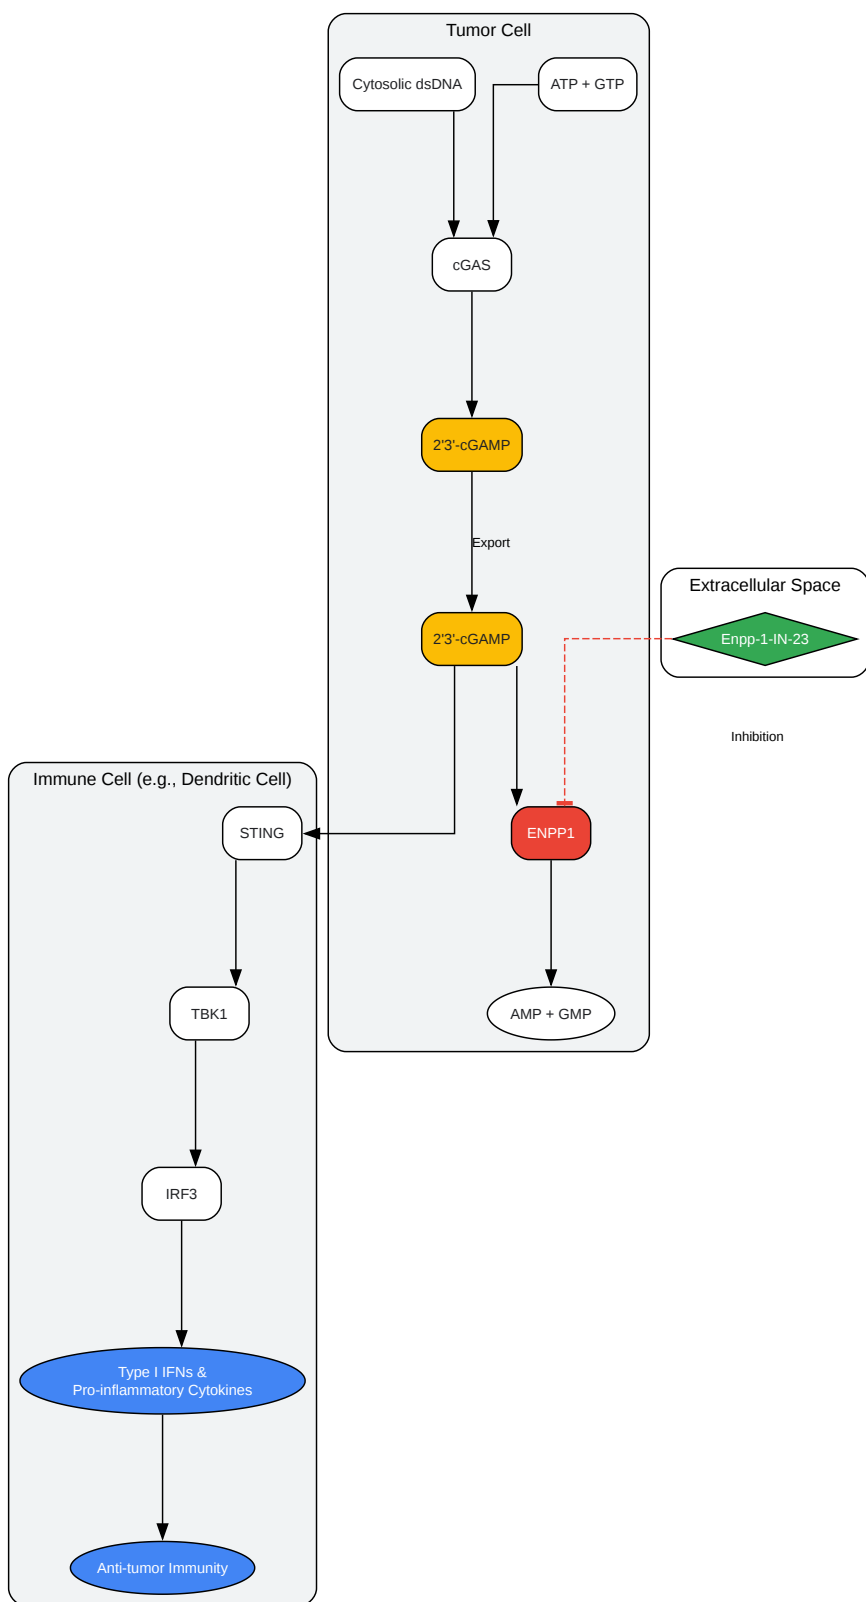 Tumor Cell
Cytosolic dsDNA
ATP + GTP
cGAS
2'3'-cGAMP
Export
2'3'-cGAMP
Extracellular Space
Enpp-1-IN-23
Inhibition
ENPP1
AMP + GMP
Immune Cell (e.g., Dendritic Cell)
STING
TBK1
IRF3
Type I IFNs &
Pro-inflammatory Cytokines
Anti-tumor Immunity